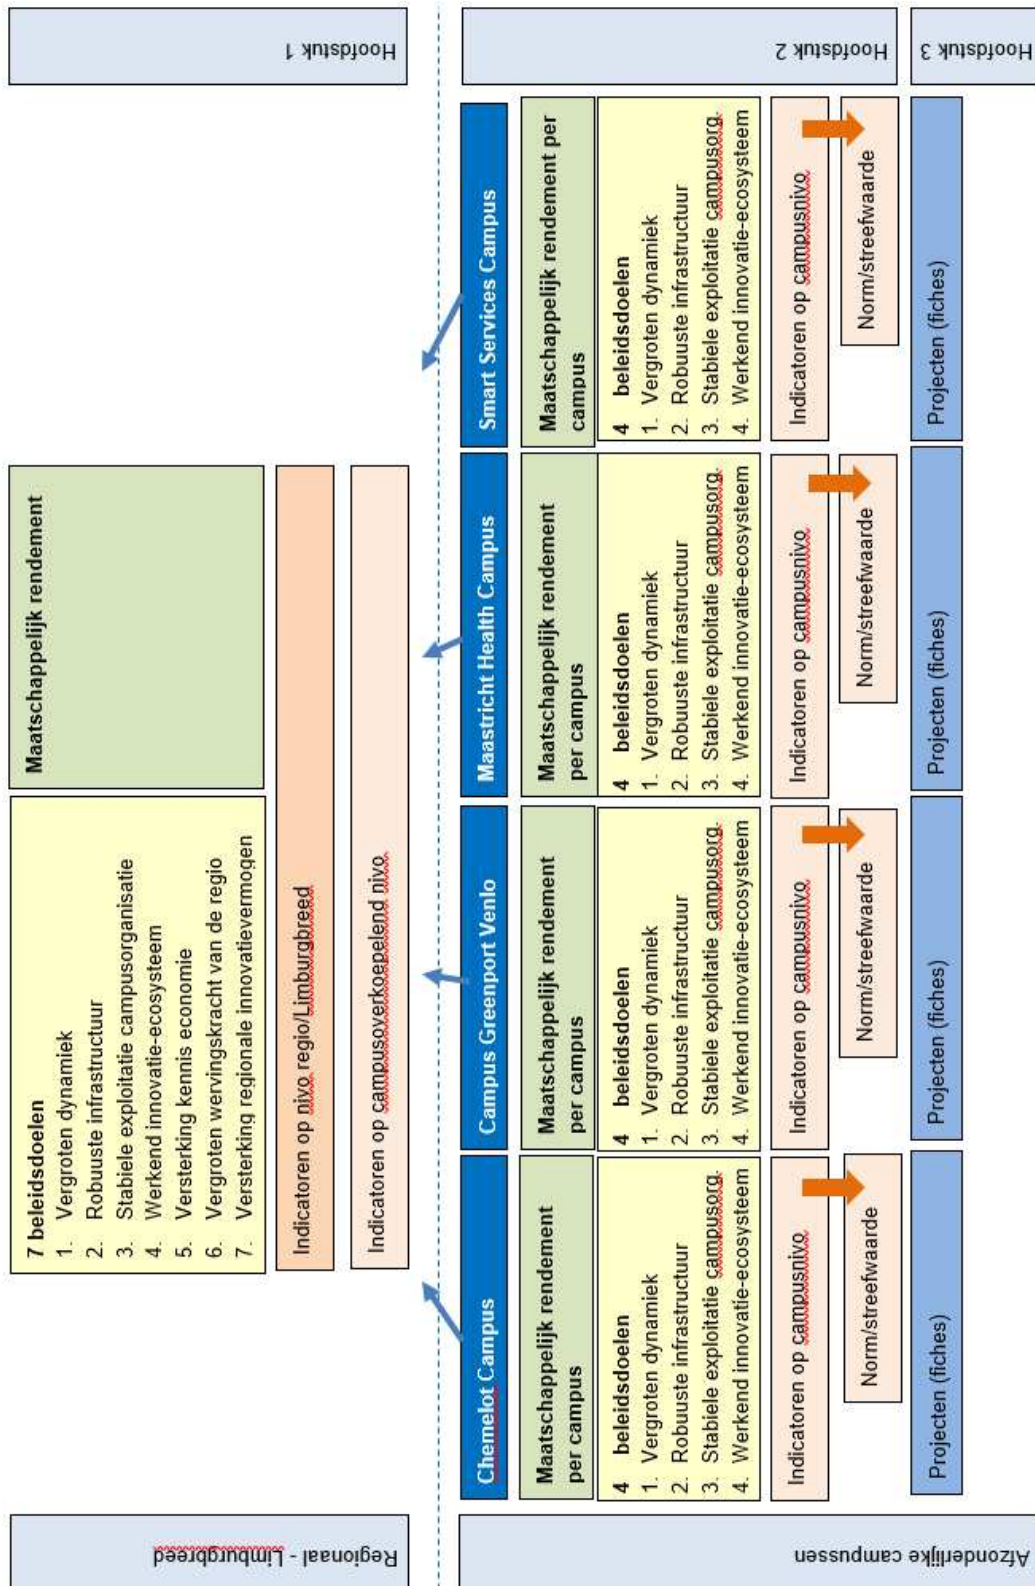 Regionaal - Limburgbreed
7 beleidsdoelen
1. Vergroten dynamiek
2. Robuuste infrastructuur
3. Stabiele exploitatie campusorganisatie
4. Werkend innovatie-ecosysteem
5. Versterking kennis economie
6. Vergroten wervingskracht van de regio
7. Versterking regionale innovatievermogen
Maatschappelijk rendement
Indicatoren op nivo regio/Limburgbreed
Indicatoren op campusoverkoepelend nivo
Hoofdstuk 1
Afzonderlijke campussen
Chemelot Campus
Maatschappelijk rendement
per campus
4 beleidsdoelen
1. Vergroten dynamiek
2. Robuuste infrastructuur
3. Stabiele exploitatie campusorg.
4. Werkend innovatie-ecosysteem
Indicatoren op campusnivo
Norm/streefwaarde
Projecten (fiches)
Campus Greenport Venlo
Maatschappelijk rendement
per campus
4 beleidsdoelen
1. Vergroten dynamiek
2. Robuuste infrastructuur
3. Stabiele exploitatie campusorg.
4. Werkend innovatie-ecosysteem
Indicatoren op campusnivo
Norm/streefwaarde
Projecten (fiches)
Maastricht Health Campus
Maatschappelijk rendement
per campus
4 beleidsdoelen
1. Vergroten dynamiek
2. Robuuste infrastructuur
3. Stabiele exploitatie campusorg.
4. Werkend innovatie-ecosysteem
Indicatoren op campusnivo
Norm/streefwaarde
Projecten (fiches)
Smart Services Campus
Maatschappelijk rendement per
campus
4 beleidsdoelen
1. Vergroten dynamiek
2. Robuuste infrastructuur
3. Stabiele exploitatie campusorg.
4. Werkend innovatie-ecosysteem
Indicatoren op campusnivo
Norm/streefwaarde
Projecten (fiches)
Hoofdstuk 2
Hoofdstuk 3